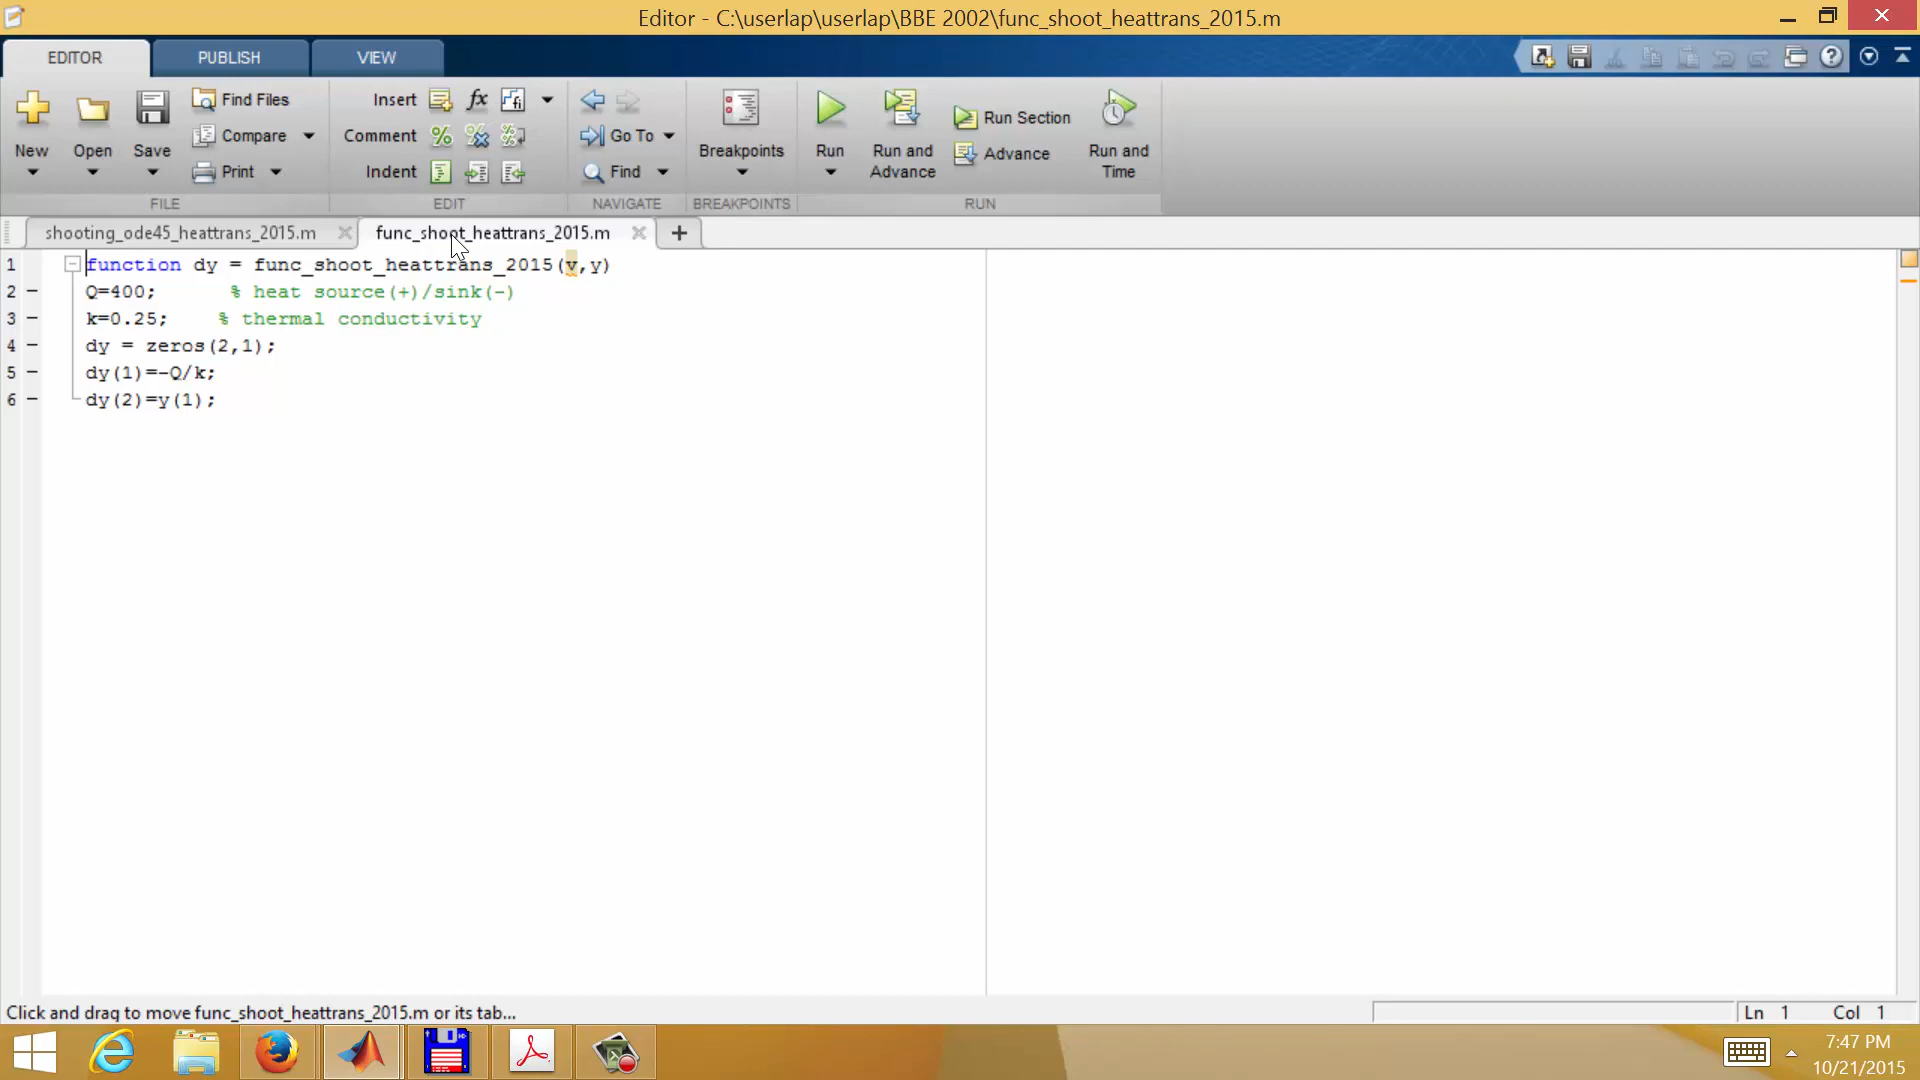 Editor - C:\userlap\userlap\BBE 2002\func_shoot_heattrans_2015.m
EDITOR PUBLISH VIEW
New
Open
Save
Find Files
Compare
Print
FILE
Insert
Comment
Indent
EDIT
Go To
Find
NAVIGATE
Breakpoints
BREAKPOINTS
Run
Run and
Advance
Run Section
Advance
Run and
Time
RUN
shooting_ode45_heattrans_2015.m func_shoot_heattrans_2015.m
1 function dy = func_shoot_heattrans_2015(v,y)
2 Q=400; % heat source(+)/sink(-)
3 k=0.25; % thermal conductivity
4 dy = zeros(2,1);
5 dy(1)=-Q/k;
6 dy(2)=y(1);
Click and drag to move func_shoot_heattrans_2015.m or its tab...
Ln 1 Col 1
7:47 PM
10/21/2015